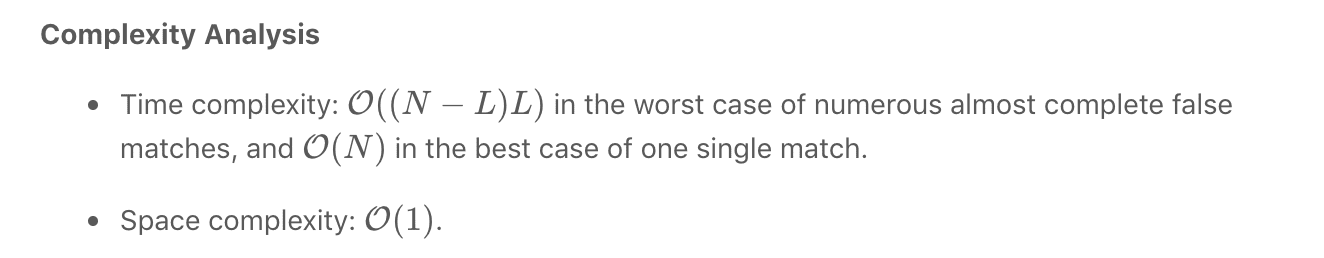 Complexity Analysis
• Time complexity: O((N − L)L) in the worst case of numerous almost complete false
matches, and O(N) in the best case of one single match.
• Space complexity: O(1).